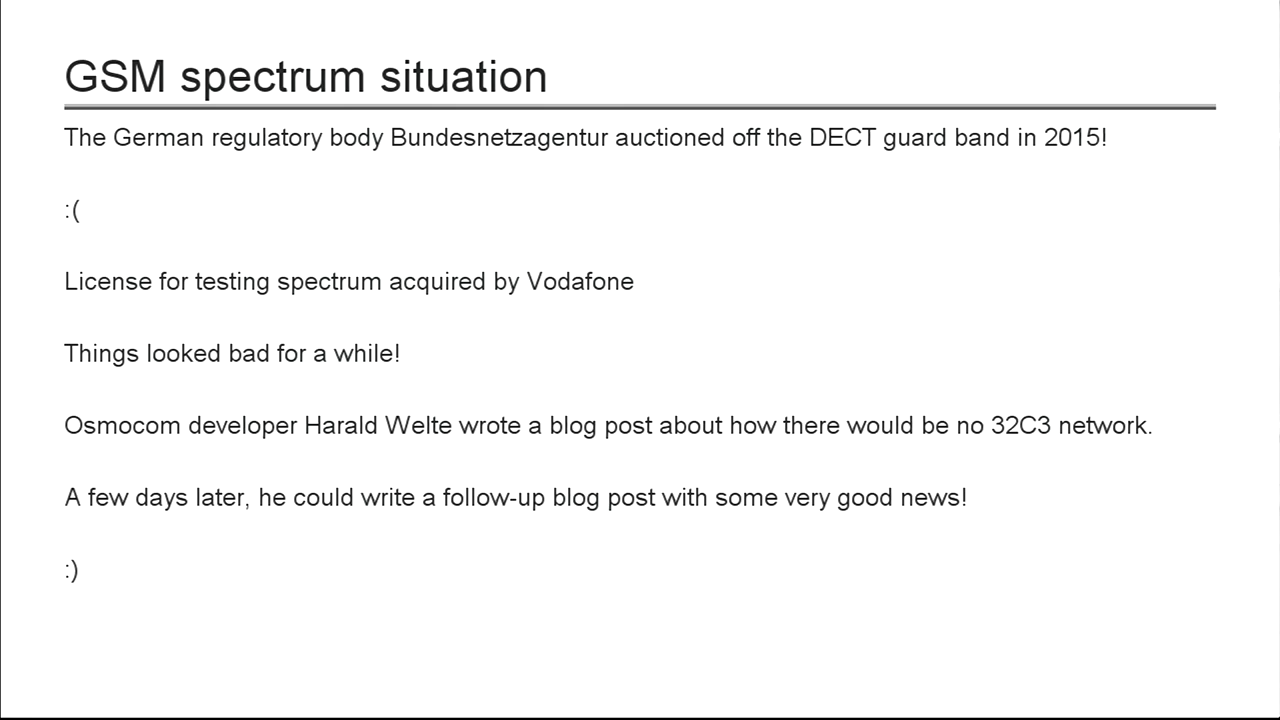 GSM spectrum situation
The German regulatory body Bundesnetzagentur auctioned off the DECT guard band in 2015!
:(
License for testing spectrum acquired by Vodafone
Things looked bad for a while!
Osmocom developer Harald Welte wrote a blog post about how there would be no 32C3 network.
A few days later, he could write a follow-up blog post with some very good news!
:)